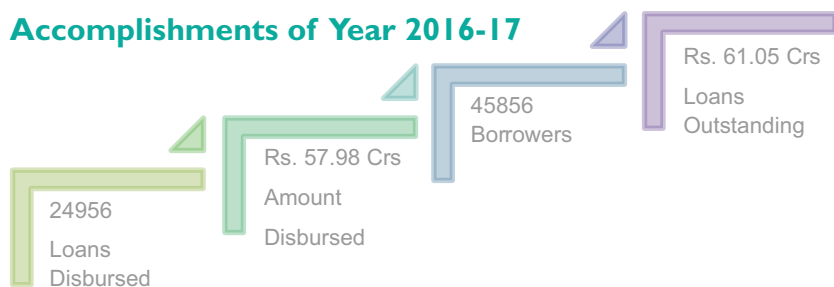 Accomplishments of Year 2016-17
24956
Loans
Disbursed
Rs. 57.98 Crs
Amount
Disbursed
45856
Borrowers
Rs. 61.05 Crs
Loans
Outstanding